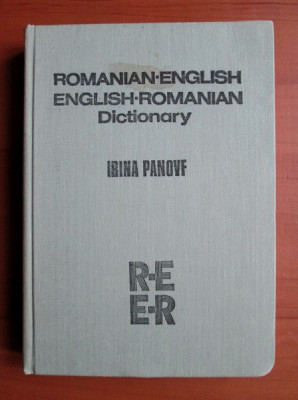 ROMANIAN-ENGLISH
ENGLISH-ROMANIAN
Dictionary
IRINA PANOVF
R-E
E-R